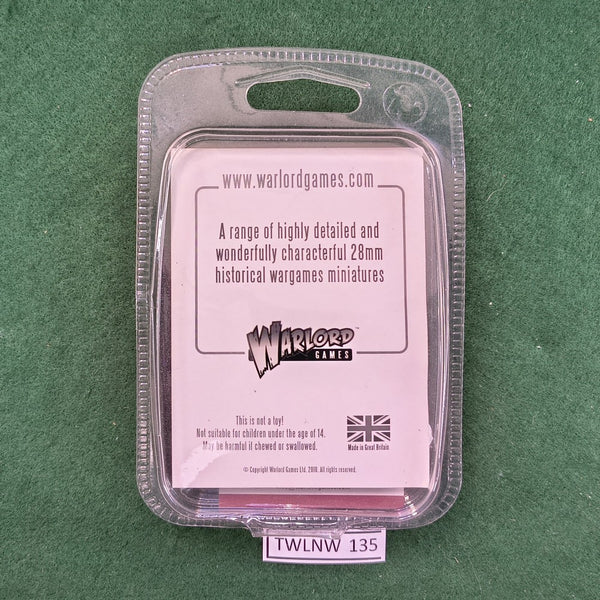 www.warlordgames.com
A range of highly detailed and
wonderfully characterful 28mm
historical wargames miniatures
WARLORD™
GAMES
This is not a toy!
Not suitable for children under the age of 14.
May be harmful if chewed or swallowed.
Made in Great Britain
© Copyright Warlord Games Ltd. 2010. All rights reserved.
TWLNW 135